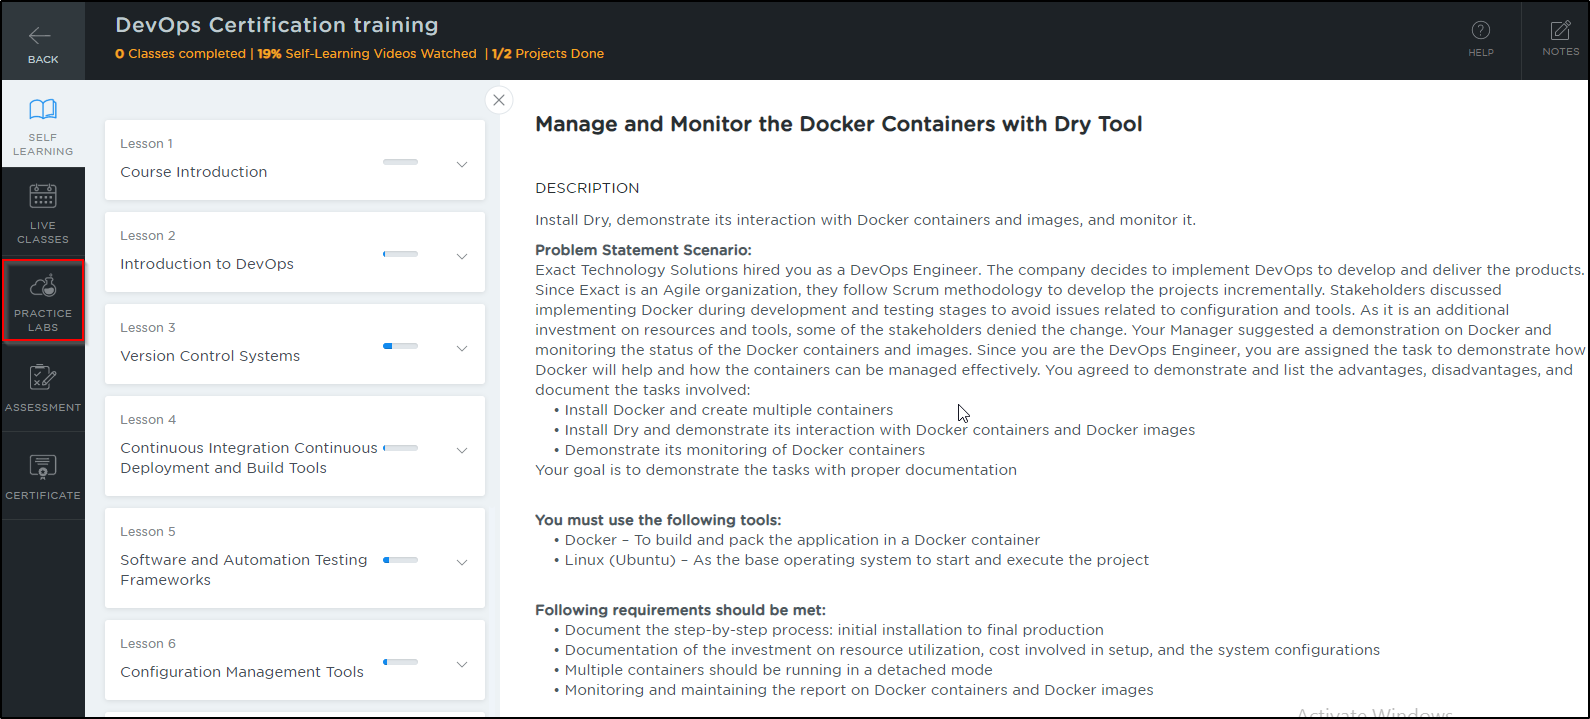 BACK
DevOps Certification training
0 Classes completed | 19% Self-Learning Videos Watched | 1/2 Projects Done
HELP
NOTES
SELF
LEARNING
LIVE
CLASSES
PRACTICE
LABS
ASSESSMENT
CERTIFICATE
Lesson 1
Course Introduction
Lesson 2
Introduction to DevOps
Lesson 3
Version Control Systems
Lesson 4
Continuous Integration Continuous
Deployment and Build Tools
Lesson 5
Software and Automation Testing
Frameworks
Lesson 6
Configuration Management Tools
Manage and Monitor the Docker Containers with Dry Tool
DESCRIPTION
Install Dry, demonstrate its interaction with Docker containers and images, and monitor it.
Problem Statement Scenario:
Exact Technology Solutions hired you as a DevOps Engineer. The company decides to implement DevOps to develop and deliver the products.
Since Exact is an Agile organization, they follow Scrum methodology to develop the projects incrementally. Stakeholders discussed
implementing Docker during development and testing stages to avoid issues related to configuration and tools. As it is an additional
investment on resources and tools, some of the stakeholders denied the change. Your Manager suggested a demonstration on Docker and
monitoring the status of the Docker containers and images. Since you are the DevOps Engineer, you are assigned the task to demonstrate how
Docker will help and how the containers can be managed effectively. You agreed to demonstrate and list the advantages, disadvantages, and
document the tasks involved:
• Install Docker and create multiple containers
• Install Dry and demonstrate its interaction with Docker containers and Docker images
• Demonstrate its monitoring of Docker containers
Your goal is to demonstrate the tasks with proper documentation
You must use the following tools:
• Docker – To build and pack the application in a Docker container
• Linux (Ubuntu) – As the base operating system to start and execute the project
Following requirements should be met:
• Document the step-by-step process: initial installation to final production
• Documentation of the investment on resource utilization, cost involved in setup, and the system configurations
• Multiple containers should be running in a detached mode
• Monitoring and maintaining the report on Docker containers and Docker images
Activate Windows